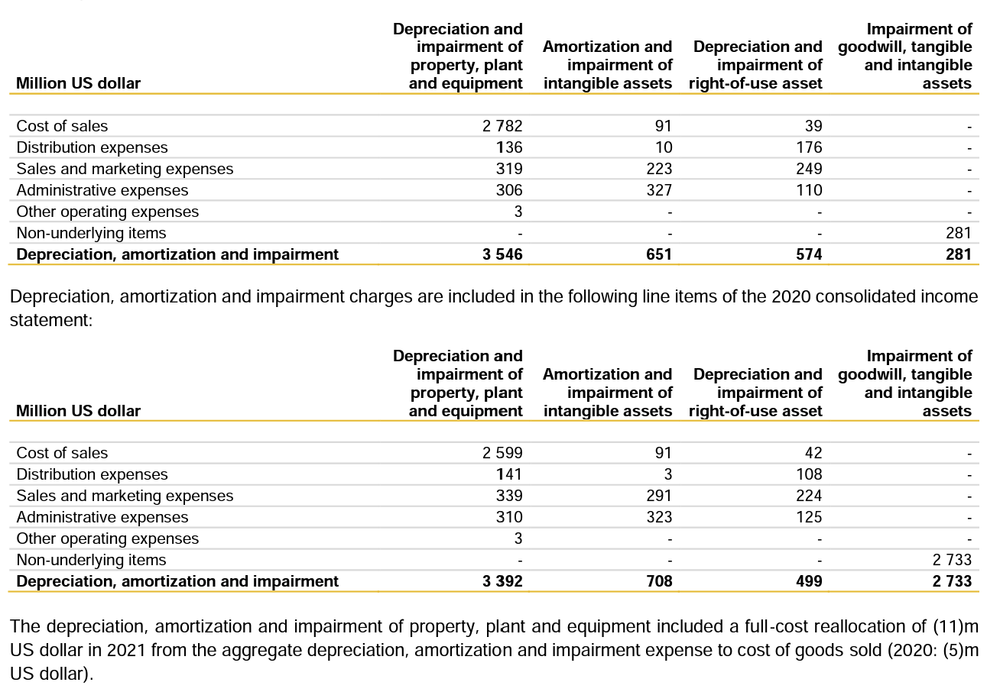 Million US dollar Depreciation and impairment of property, plant and equipment Amortization and impairment of intangible assets Depreciation and impairment of right-of-use asset Impairment of goodwill, tangible and intangible assets
Cost of sales 2 782 91 39 -
Distribution expenses 136 10 176 -
Sales and marketing expenses 319 223 249 -
Administrative expenses 306 327 110 -
Other operating expenses 3 - - -
Non-underlying items - - - 281
Depreciation, amortization and impairment 3 546 651 574 281
Depreciation, amortization and impairment charges are included in the following line items of the 2020 consolidated income
statement:
Million US dollar Depreciation and impairment of property, plant and equipment Amortization and impairment of intangible assets Depreciation and impairment of right-of-use asset Impairment of goodwill, tangible and intangible assets
Cost of sales 2 599 91 42 -
Distribution expenses 141 3 108 -
Sales and marketing expenses 339 291 224 -
Administrative expenses 310 323 125 -
Other operating expenses 3 - - -
Non-underlying items - - - 2 733
Depreciation, amortization and impairment 3 392 708 499 2 733
The depreciation, amortization and impairment of property, plant and equipment included a full-cost reallocation of (11)m
US dollar in 2021 from the aggregate depreciation, amortization and impairment expense to cost of goods sold (2020: (5)m
US dollar).